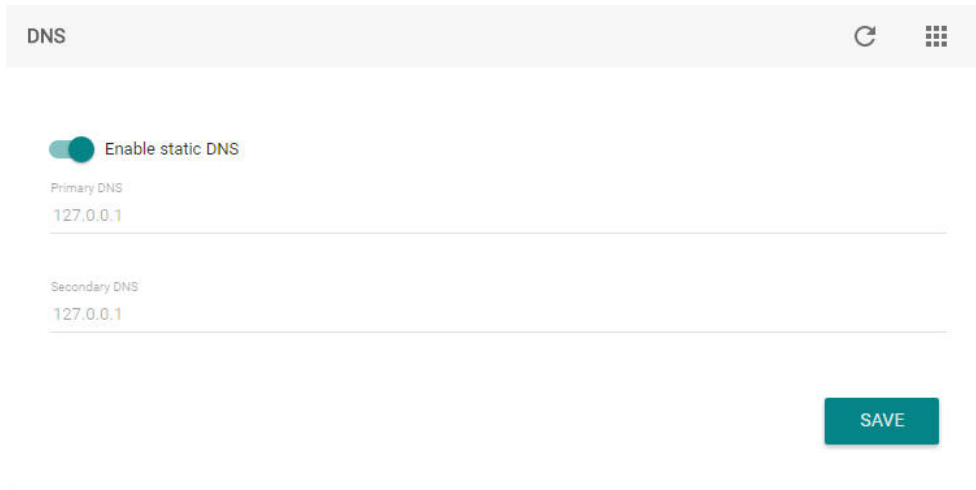 DNS
Enable static DNS
Primary DNS
127.0.0.1
Secondary DNS
127.0.0.1
SAVE